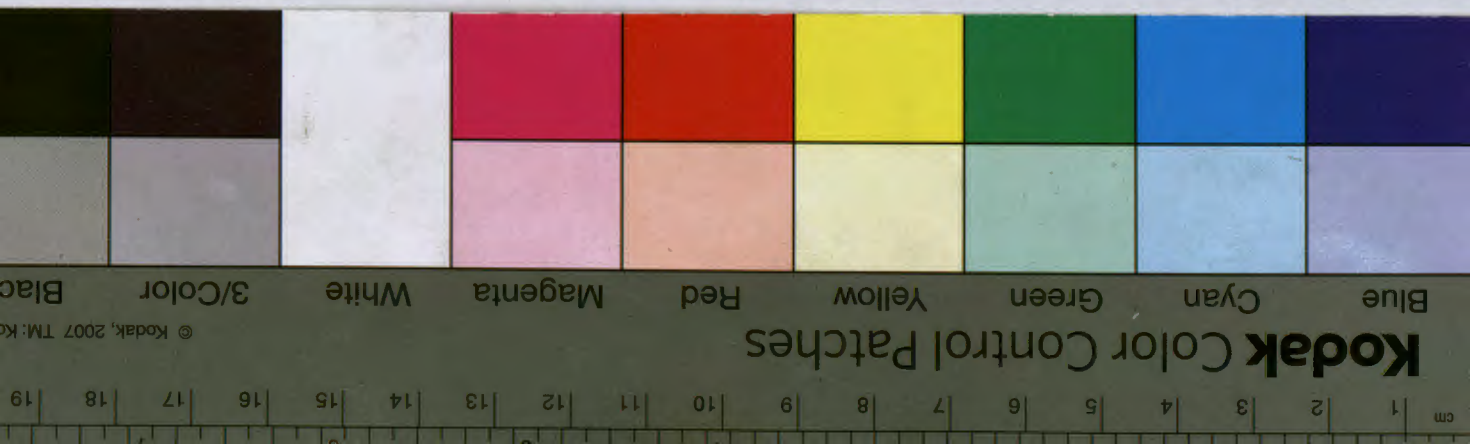 cm 1 2 3 4 5 6 7 8 9 10 11 12 13 14 15 16 17 18 19
Kodak Color Control Patches
© Kodak, 2007 TM: Ko
Blue Cyan Green Yellow Red Magenta White 3/Color Blac